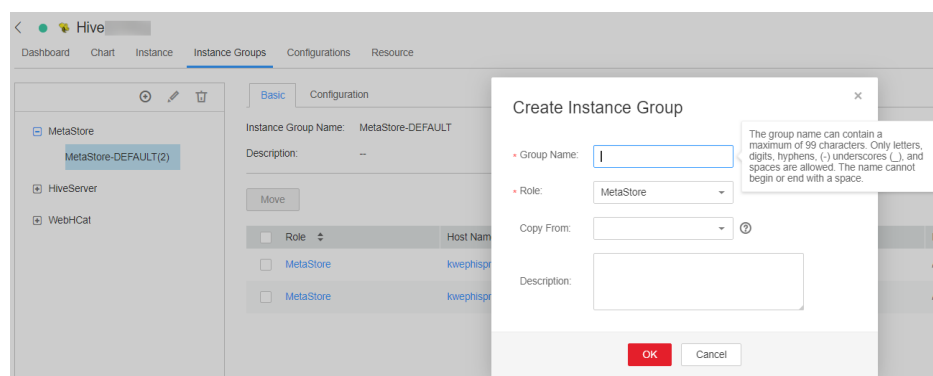 Hive
Dashboard Chart Instance Instance Groups Configurations Resource
Basic Configuration
MetaStore
MetaStore-DEFAULT(2)
HiveServer
WebHCat
Instance Group Name: MetaStore-DEFAULT
Description: --
Move
Role Host Nam
MetaStore kwephispr
MetaStore kwephispr
Create Instance Group
* Group Name:
The group name can contain a
maximum of 99 characters. Only letters,
digits, hyphens, (-) underscores (_), and
spaces are allowed. The name cannot
begin or end with a space.
* Role: MetaStore
Copy From:
Description:
OK Cancel